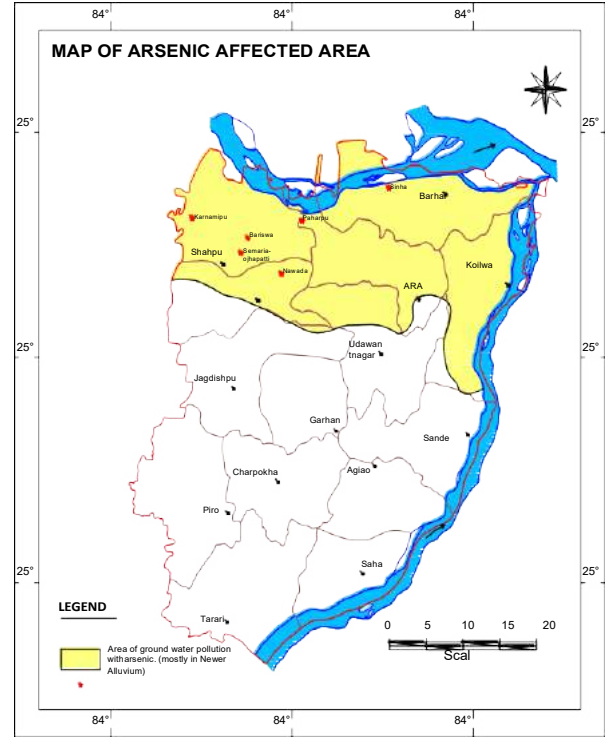 84° 84° 84°
MAP OF ARSENIC AFFECTED AREA
25° 25°
Sinha
Barhar
Karnamipu
Paharpu
Bariswa
Semaria-
ojhapatti
Shahpu
Nawada
Koilwa
ARA
Udawan
tnagar
25° 25°
Jagdishpu
Garhan
Sande
Charpokha
Agiao
Piro
Saha
25° 25°
LEGEND
Tarari
Area of ground water pollution
witharsenic. (mostly in Newer
Alluvium)
0 5 10 15 20
Scal
84° 84° 84°